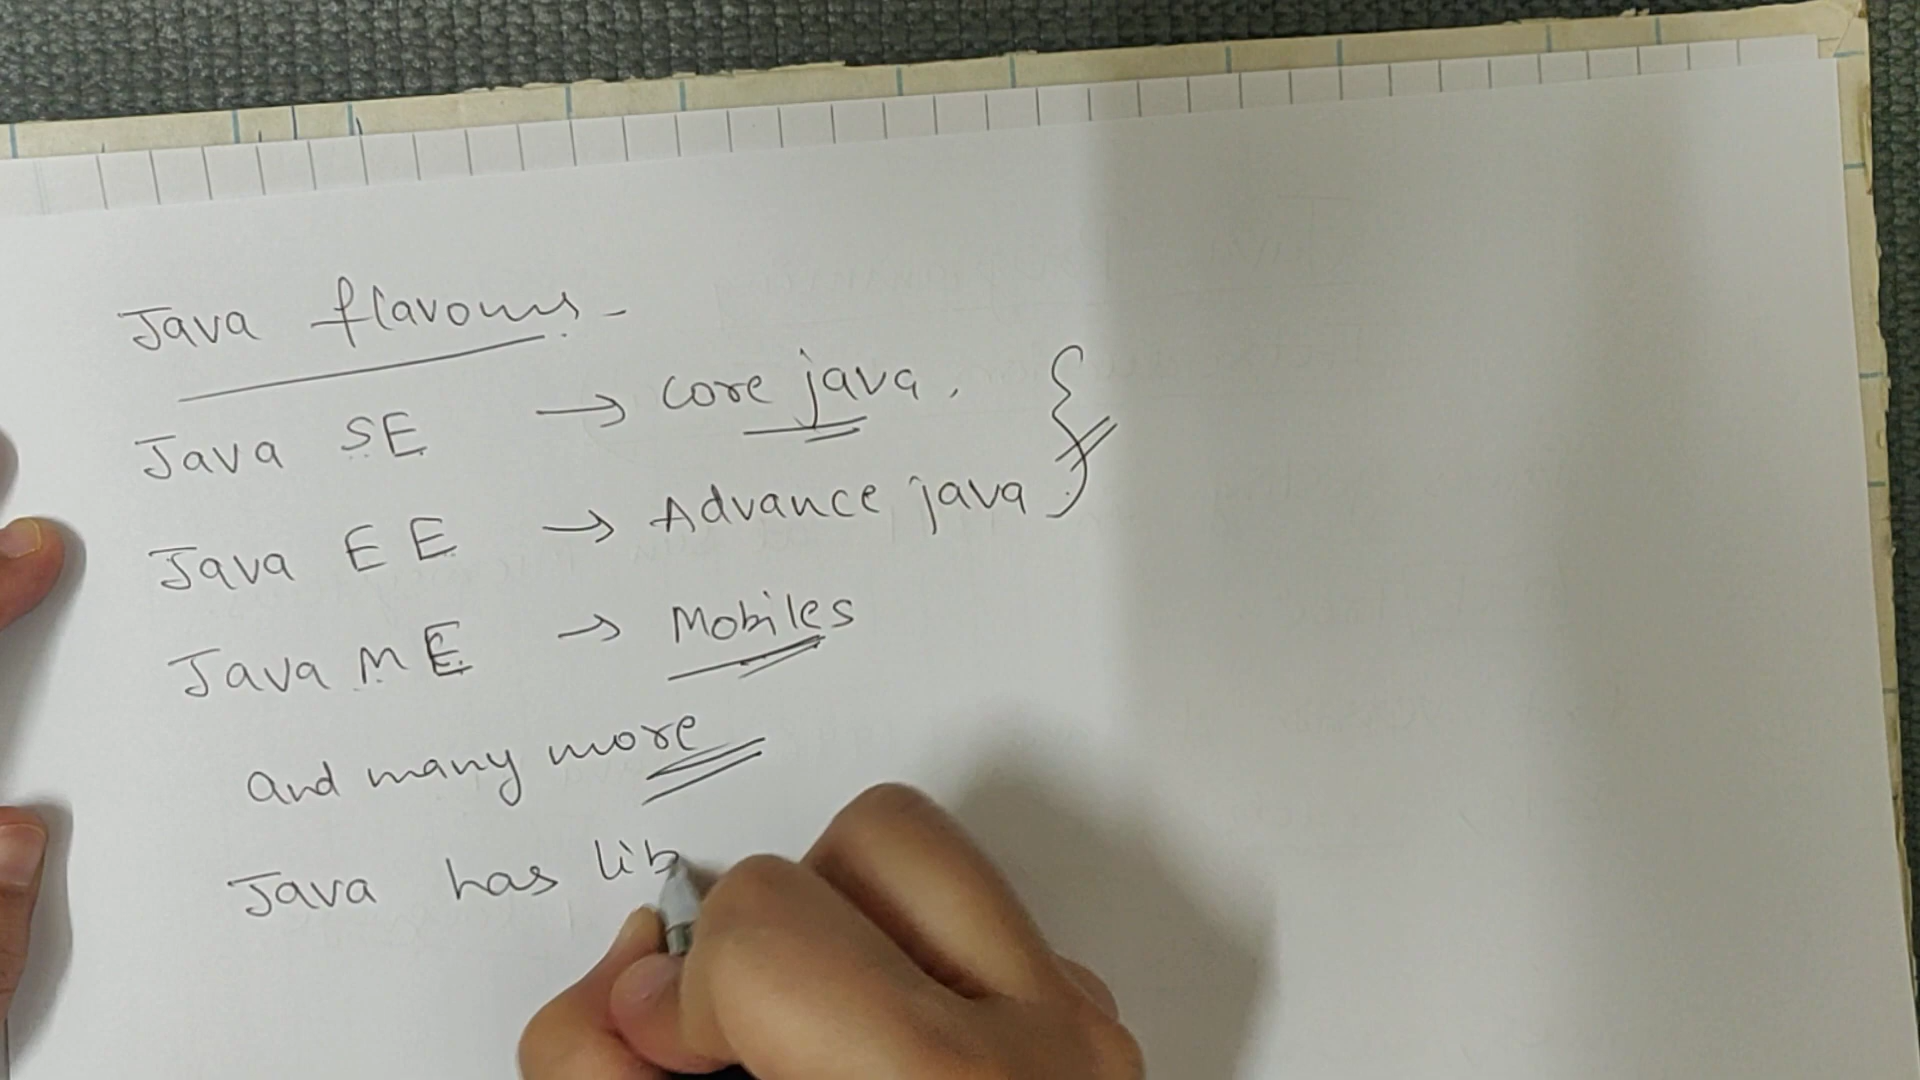 Java flavours -
Java SE → Core java.
Java EE → Advance java
Java ME → Mobiles
and many more
Java has lib